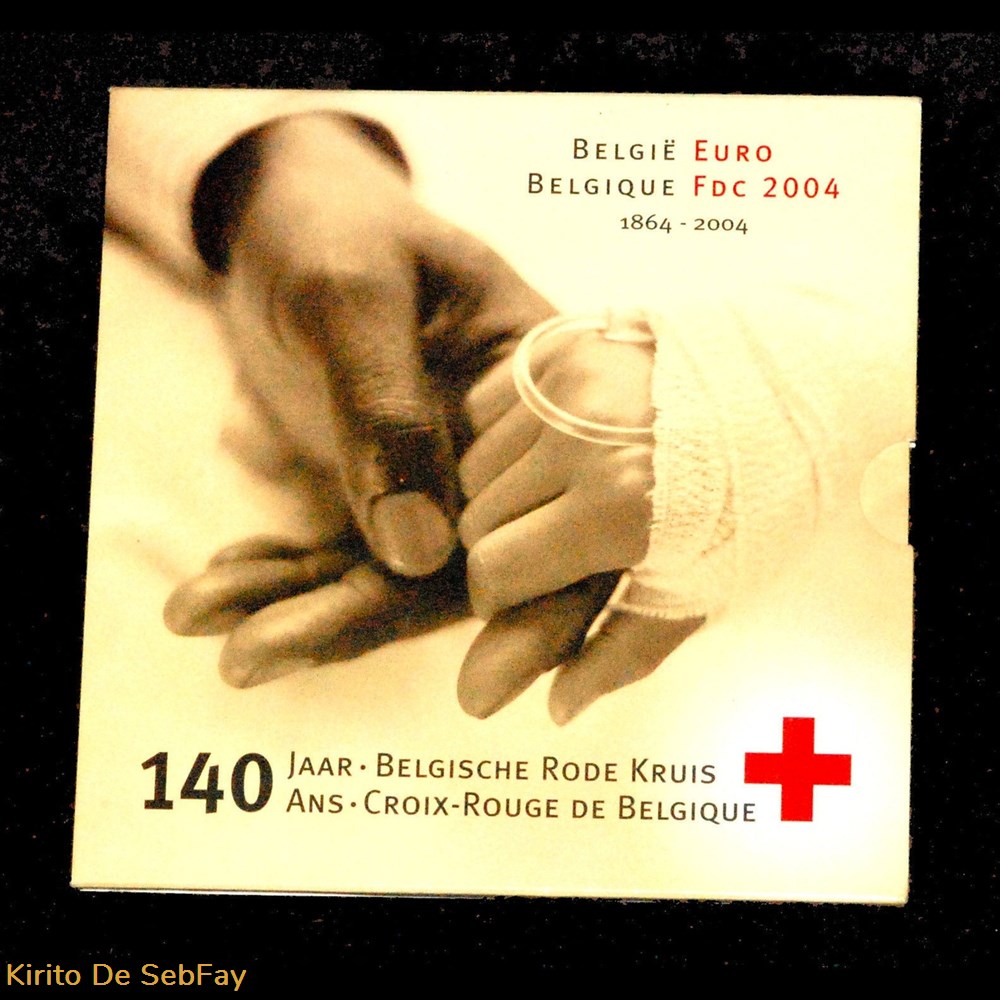 België Euro
Belgique Fdc 2004
1864 - 2004
140 Jaar · Belgische Rode Kruis
Ans · Croix-Rouge de Belgique
Kirito De SebFay